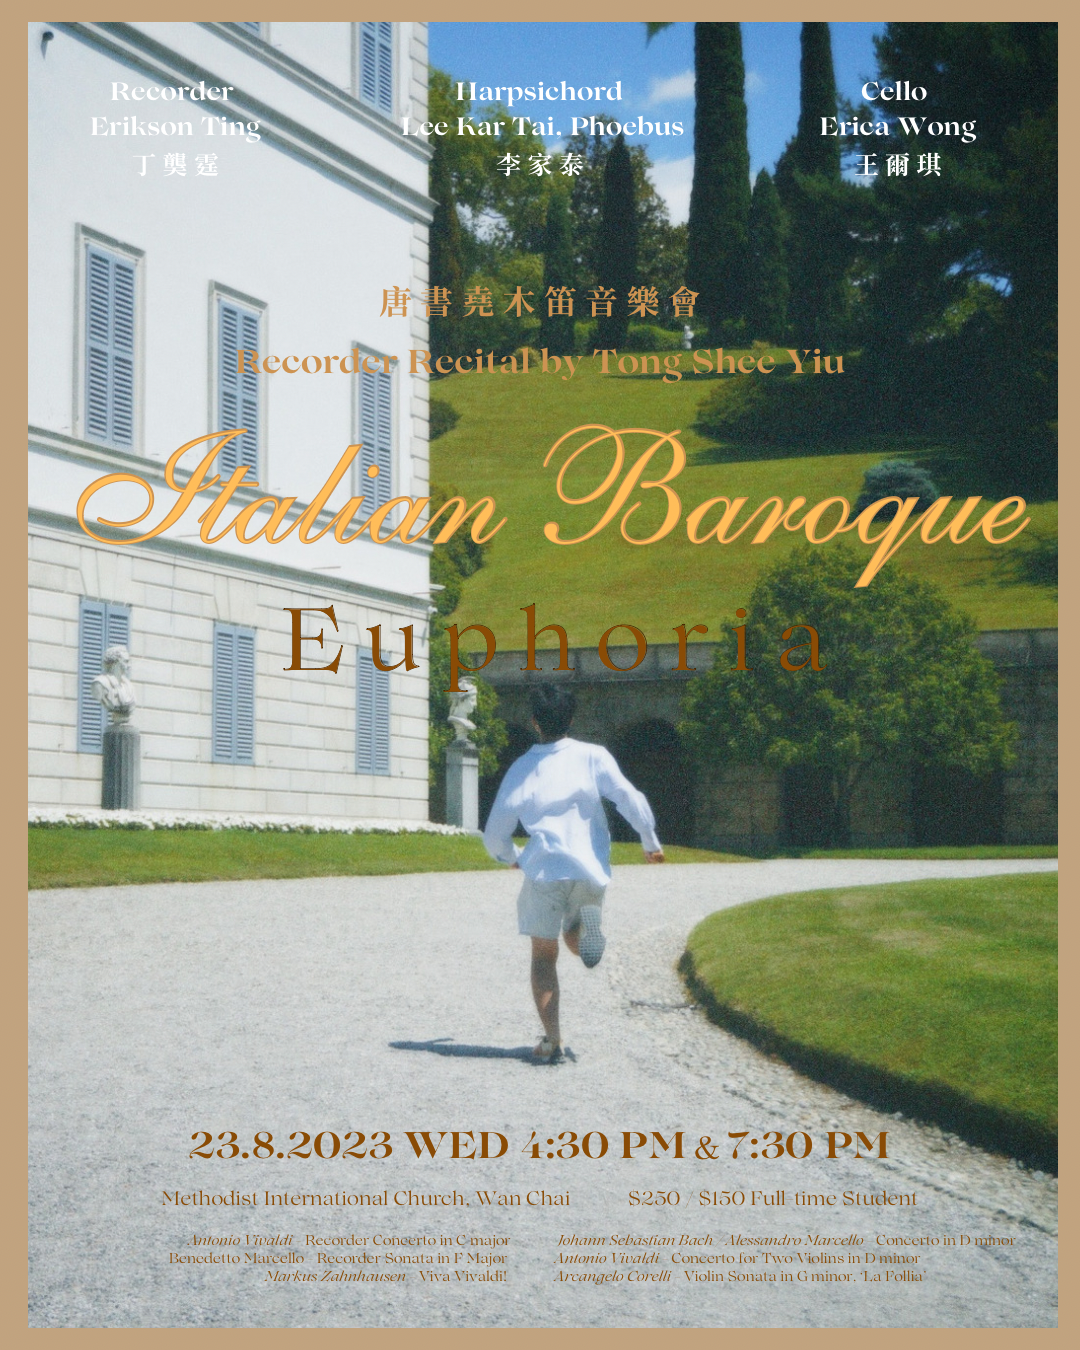 Recorder
Erikson Ting
丁龑霆
Harpsichord
Lee Kar Tai, Phoebus
李家泰
Cello
Erica Wong
王爾琪
唐書堯木笛音樂會
Recorder Recital by Tong Shee Yiu
Italian Baroque
Euphoria
23.8.2023 WED 4:30 PM & 7:30 PM
Methodist International Church, Wan Chai $250 / $150 Full-time Student
Antonio Vivaldi Recorder Concerto in C major
Benedetto Marcello Recorder Sonata in F Major
Markus Zahnhausen Viva Vivaldi!
Johann Sebastian Bach Alessandro Marcello Concerto in D minor
Antonio Vivaldi Concerto for Two Violins in D minor
Arcangelo Corelli Violin Sonata in G minor, 'La Follia'